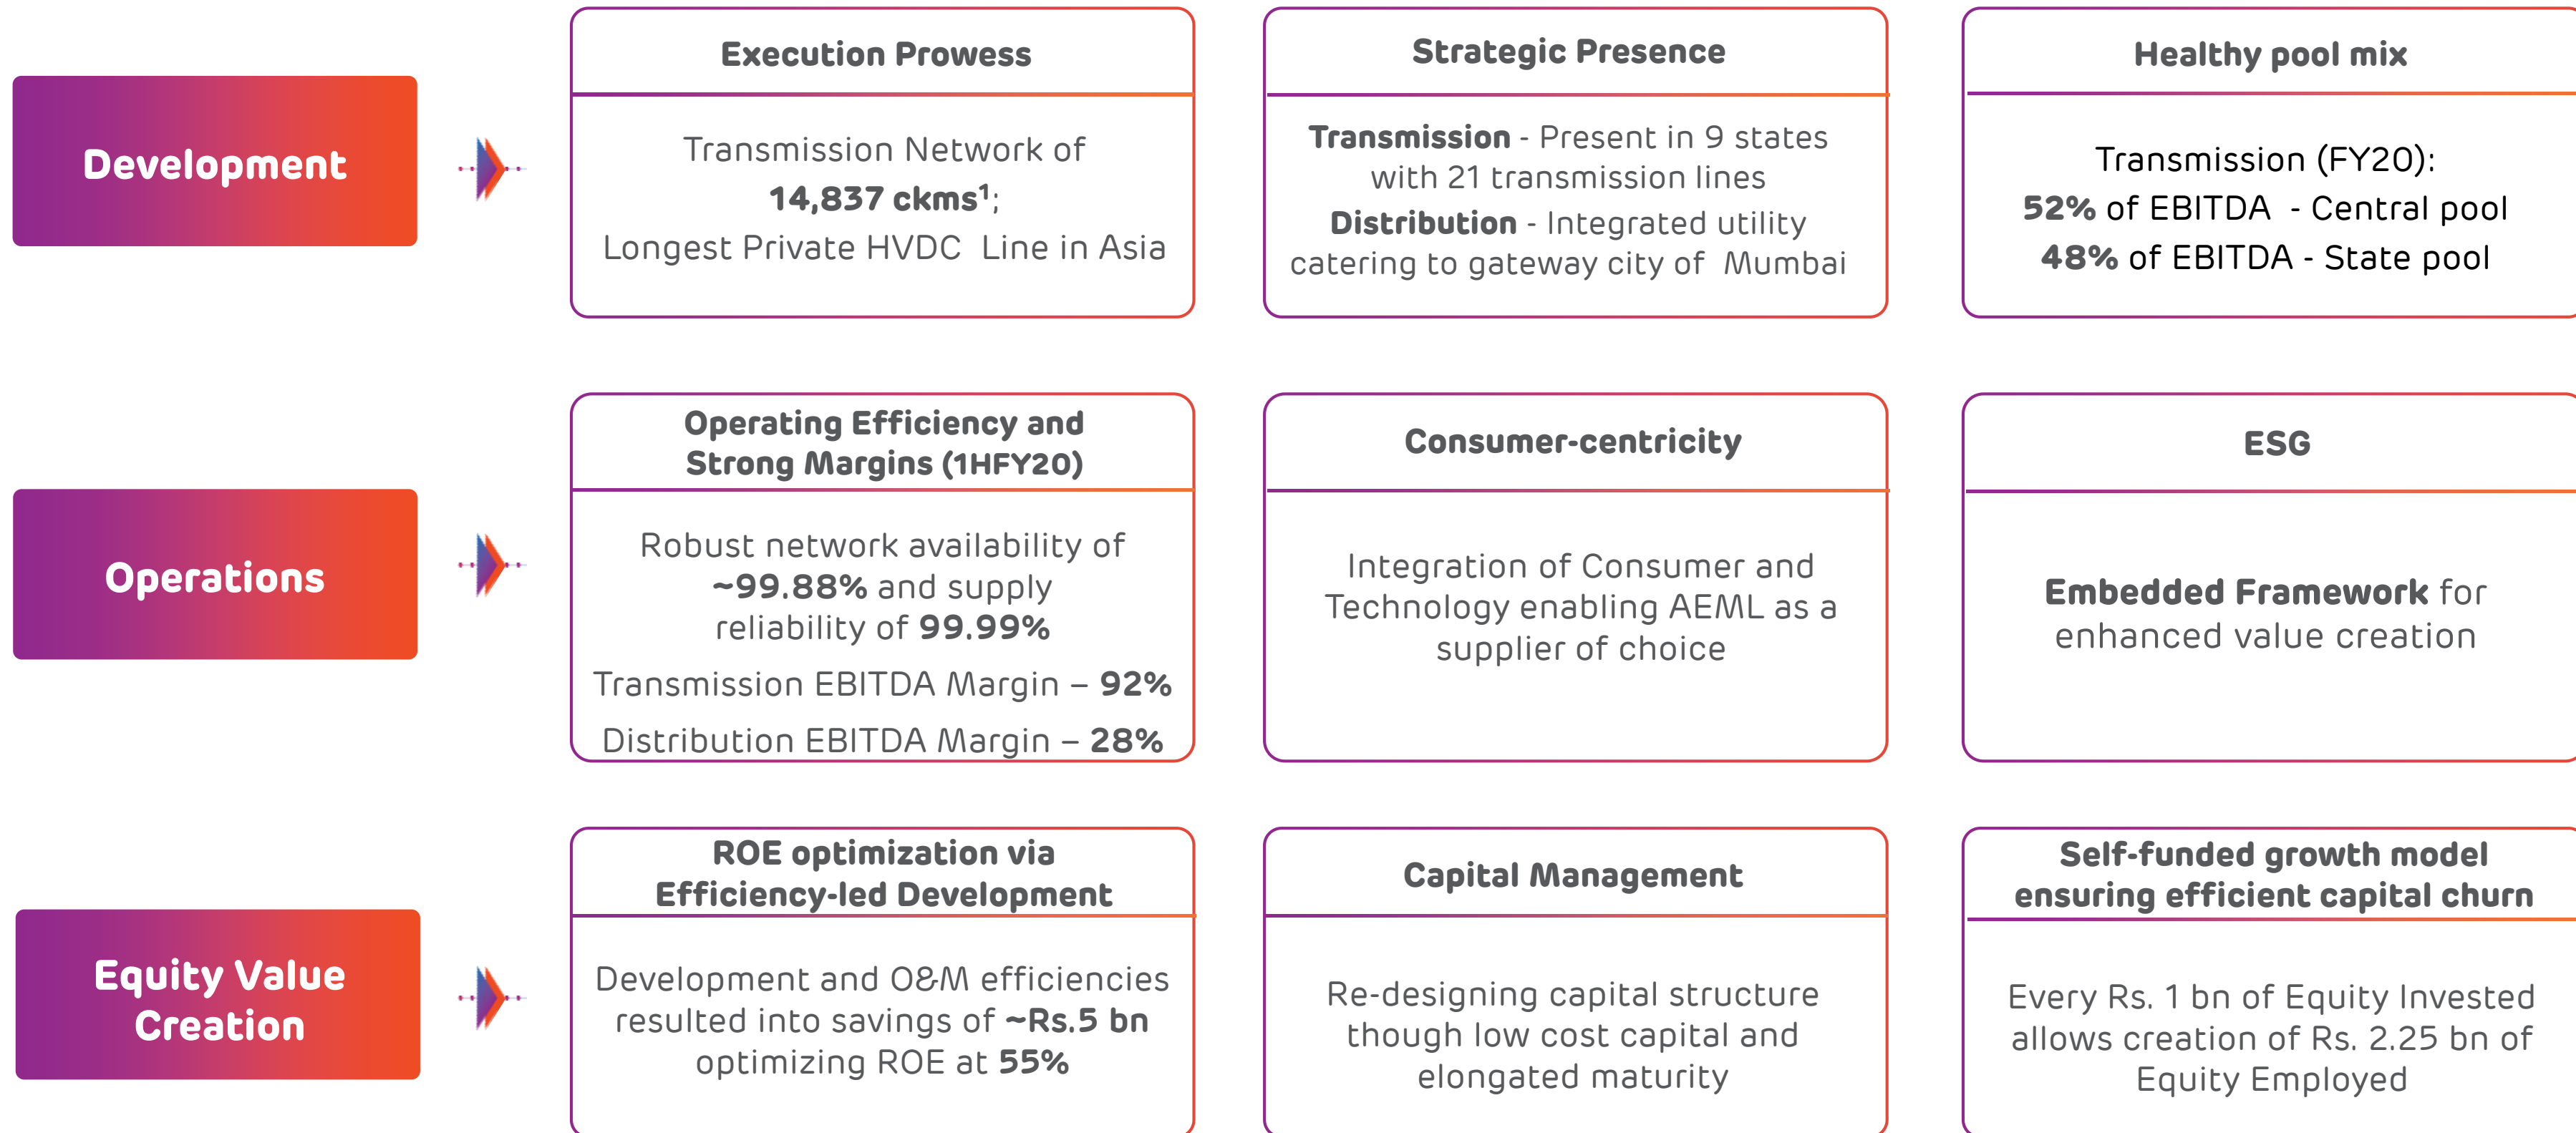 Development
Execution Prowess
Transmission Network of
14,837 ckms¹;
Longest Private HVDC Line in Asia
Strategic Presence
Transmission - Present in 9 states
with 21 transmission lines
Distribution - Integrated utility
catering to gateway city of Mumbai
Healthy pool mix
Transmission (FY20):
52% of EBITDA - Central pool
48% of EBITDA - State pool
Operations
Operating Efficiency and
Strong Margins (1HFY20)
Robust network availability of
~99.88% and supply
reliability of 99.99%
Transmission EBITDA Margin – 92%
Distribution EBITDA Margin – 28%
Consumer-centricity
Integration of Consumer and
Technology enabling AEML as a
supplier of choice
ESG
Embedded Framework for
enhanced value creation
Equity Value
Creation
ROE optimization via
Efficiency-led Development
Development and O&M efficiencies
resulted into savings of ~Rs.5 bn
optimizing ROE at 55%
Capital Management
Re-designing capital structure
though low cost capital and
elongated maturity
Self-funded growth model
ensuring efficient capital churn
Every Rs. 1 bn of Equity Invested
allows creation of Rs. 2.25 bn of
Equity Employed